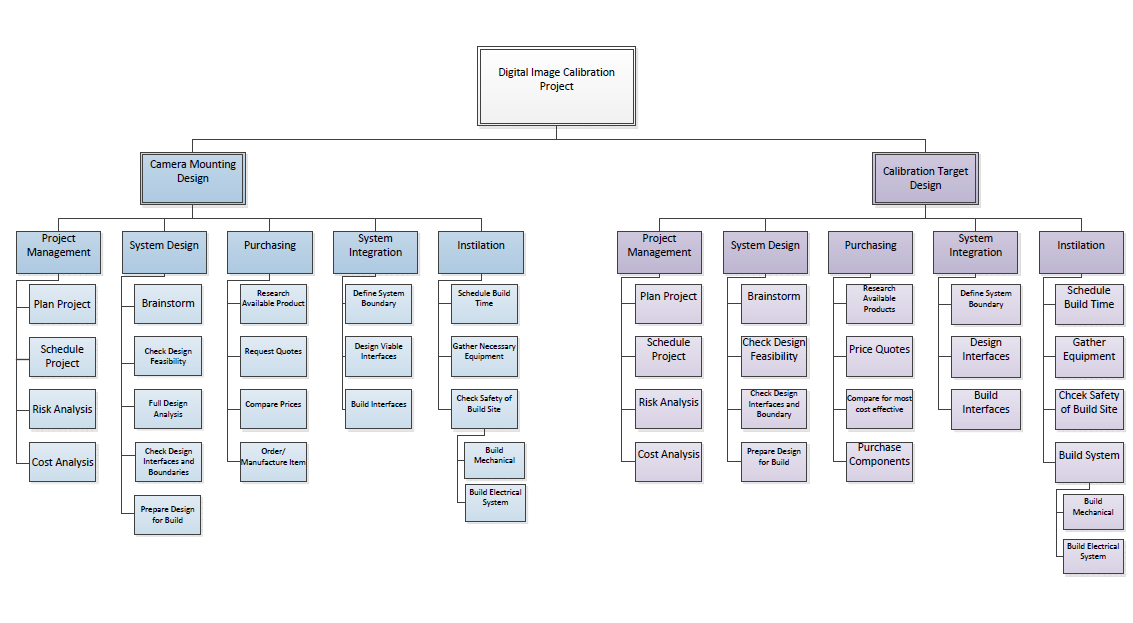 Digital Image Calibration
Project
Camera Mounting
Design
Calibration Target
Design
Project
Management
System Design
Purchasing
System
Integration
Instilation
Project
Management
System Design
Purchasing
System
Integration
Instilation
Plan Project
Schedule
Project
Risk Analysis
Cost Analysis
Brainstorm
Check Design
Feasibility
Full Design
Analysis
Check Design
Interfaces and
Boundaries
Prepare Design
for Build
Research
Available Product
Request Quotes
Compare Prices
Order/
Manufacture Item
Define System
Boundary
Design Viable
Interfaces
Build Interfaces
Schedule Build
Time
Gather Necessary
Equipment
Check Safety of
Build Site
Build
Mechanical
Build Electrical
System
Plan Project
Schedule
Project
Risk Analysis
Cost Analysis
Brainstorm
Check Design
Feasibility
Check Design
Interfaces and
Boundary
Prepare Design
for Build
Research
Available
Products
Price Quotes
Compare for most
cost effective
Purchase
Components
Define System
Boundary
Design
Interfaces
Build
Interfaces
Schedule
Build Time
Gather
Equipment
Chcek Safety
of Build Site
Build System
Build
Mechanical
Build Electrical
System